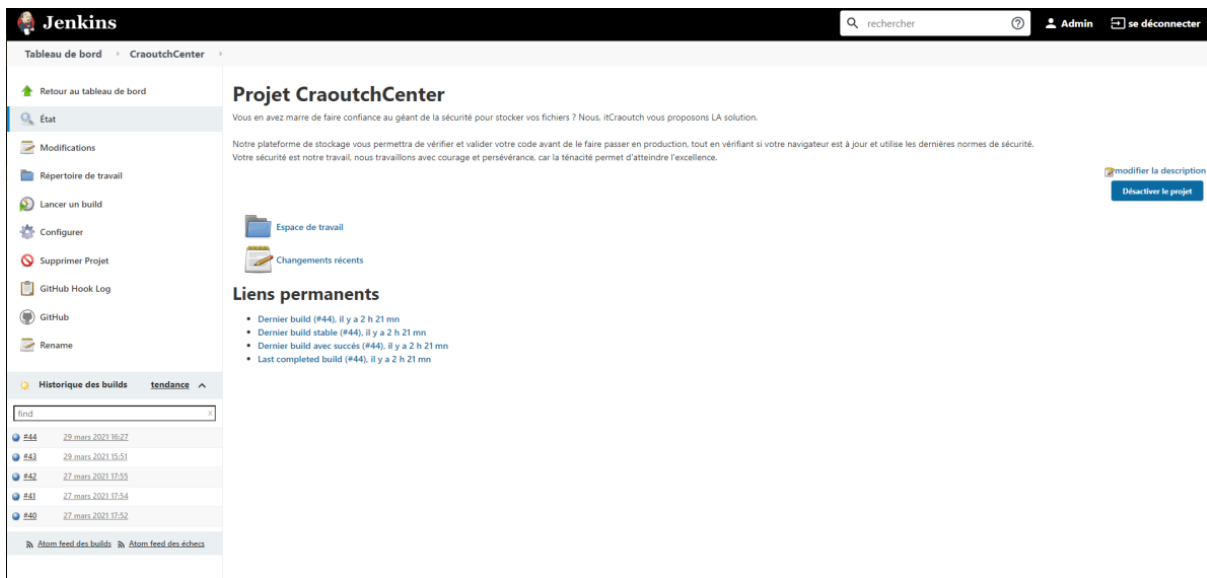 Jenkins
rechercher
Admin
se déconnecter
Tableau de bord
CraoutchCenter
Retour au tableau de bord
État
Modifications
Répertoire de travail
Lancer un build
Configurer
Supprimer Projet
GitHub Hook Log
GitHub
Rename
Historique des builds
tendance
find
x
#44 29 mars 2021 16:27
#43 29 mars 2021 15:51
#42 27 mars 2021 17:55
#41 27 mars 2021 17:54
#40 27 mars 2021 17:52
Atom feed des builds
Atom feed des échecs
Projet CraoutchCenter
Vous en avez marre de faire confiance au géant de la sécurité pour stocker vos fichiers ? Nous, itCraoutch vous proposons LA solution.
Notre plateforme de stockage vous permettra de vérifier et valider votre code avant de le faire passer en production, tout en vérifiant si votre navigateur est à jour et utilise les dernières normes de sécurité.
Votre sécurité est notre travail, nous travaillons avec courage et persévérance, car la ténacité permet d'atteindre l'excellence.
modifier la description
Désactiver le projet
Espace de travail
Changements récents
Liens permanents
Dernier build (#44), il y a 2 h 21 mn
Dernier build stable (#44), il y a 2 h 21 mn
Dernier build avec succès (#44), il y a 2 h 21 mn
Last completed build (#44), il y a 2 h 21 mn